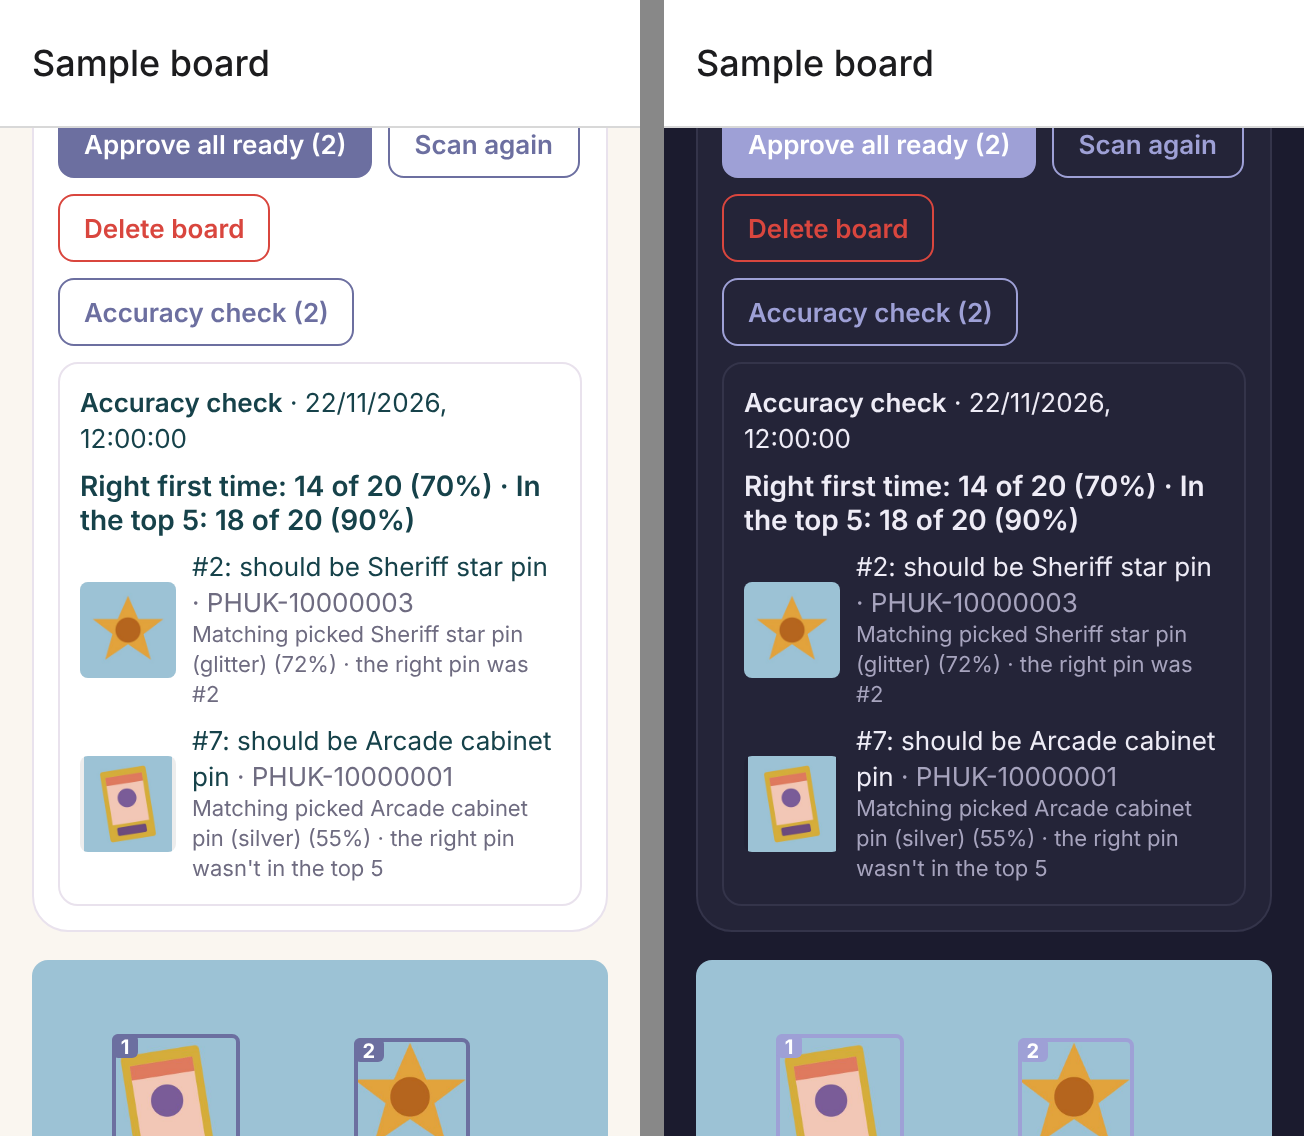 Sample board
Approve all ready (2)
Scan again
Delete board
Accuracy check (2)
Accuracy check · 22/11/2026,
12:00:00
Right first time: 14 of 20 (70%) · In
the top 5: 18 of 20 (90%)
#2: should be Sheriff star pin
· PHUK-10000003
Matching picked Sheriff star pin
(glitter) (72%) · the right pin was
#2
#7: should be Arcade cabinet
pin · PHUK-10000001
Matching picked Arcade cabinet
pin (silver) (55%) · the right pin
wasn't in the top 5
1
2
Sample board
Approve all ready (2)
Scan again
Delete board
Accuracy check (2)
Accuracy check · 22/11/2026,
12:00:00
Right first time: 14 of 20 (70%) · In
the top 5: 18 of 20 (90%)
#2: should be Sheriff star pin
· PHUK-10000003
Matching picked Sheriff star pin
(glitter) (72%) · the right pin was
#2
#7: should be Arcade cabinet
pin · PHUK-10000001
Matching picked Arcade cabinet
pin (silver) (55%) · the right pin
wasn't in the top 5
1
2